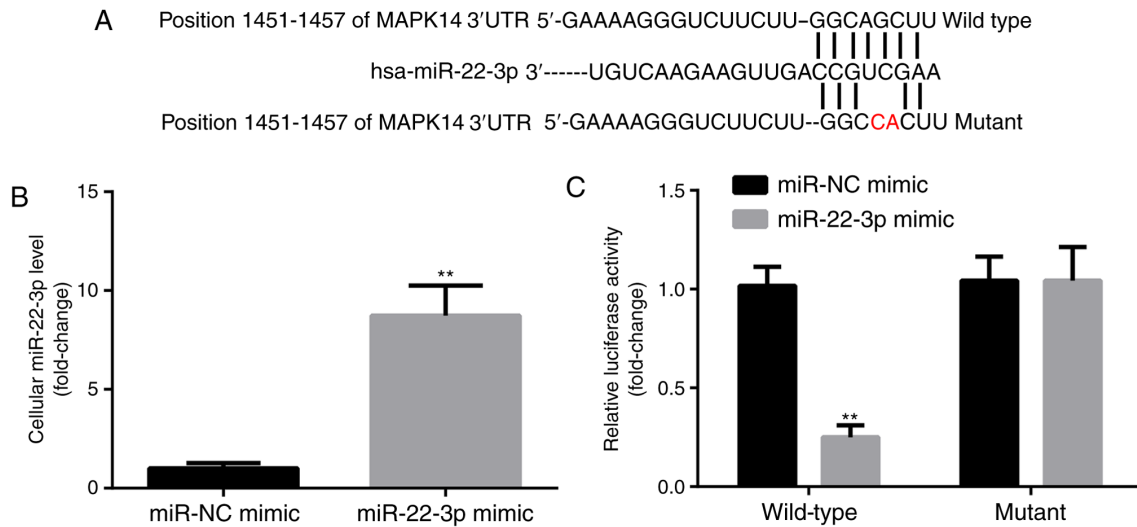 A
Position 1451-1457 of MAPK14 3'UTR 5'-GAAAAGGGUCUUCUU-GGCAGCUU Wild type
hsa-miR-22-3p 3'------UGUCAAGAAGUUGACCGUCGAA
Position 1451-1457 of MAPK14 3'UTR 5'-GAAAAGGGUCUUCUU--GGCCACUU Mutant
B
Cellular miR-22-3p level
(fold-change)
15
10
5
0
**
miR-NC mimic
miR-22-3p mimic
C
miR-NC mimic
miR-22-3p mimic
Relative luciferase activity
(fold-change)
1.5
1.0
0.5
0.0
**
Wild-type
Mutant